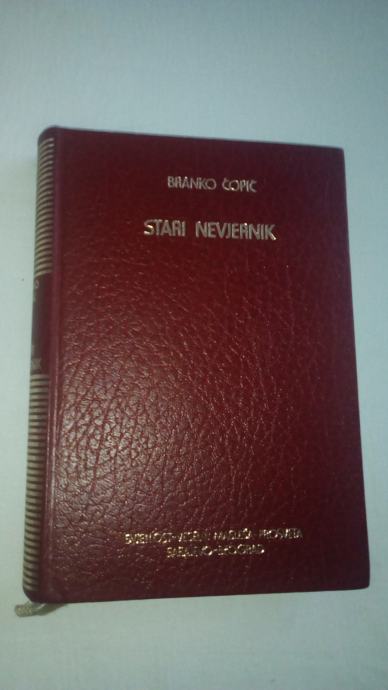 BRANKO ĆOPIĆ
STARI NEVJERNIK
SVJETLOST-VESELIN MASLEŠA-PROSVETA
SARAJEVO-BEOGRAD